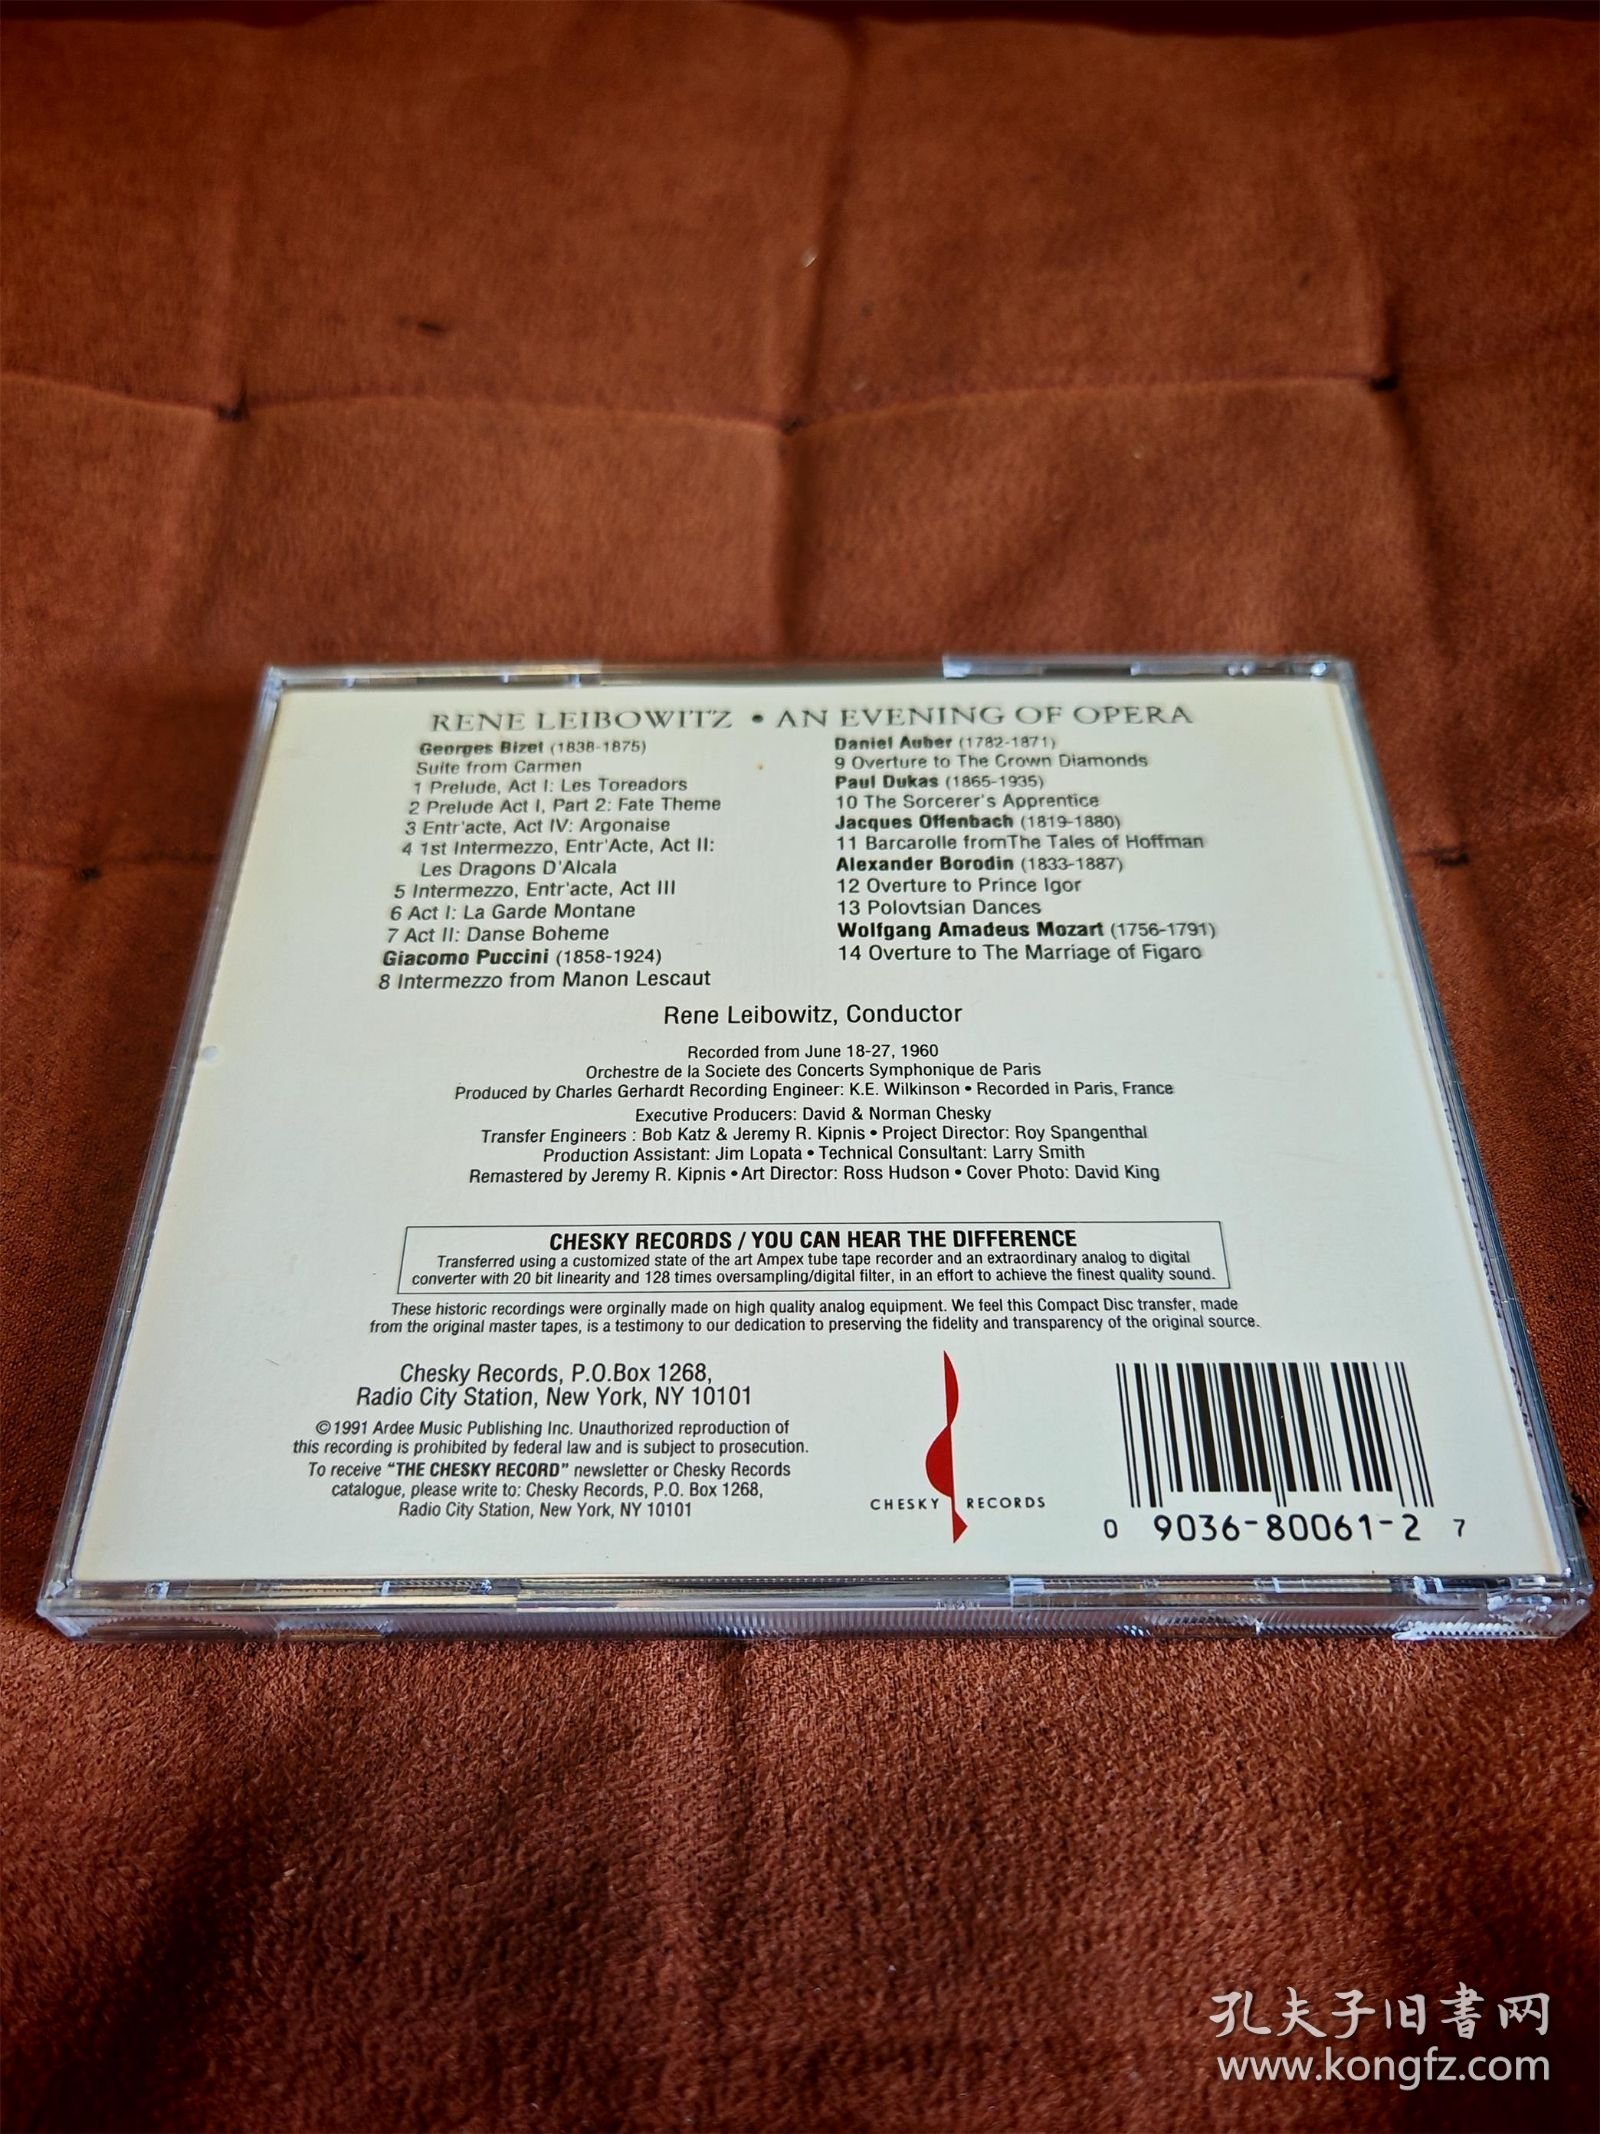 RENE LEIBOWITZ • AN EVENING OF OPERA
Georges Bizet (1838-1875)
Suite from Carmen
1 Prelude, Act I: Les Toreadors
2 Prelude Act I, Part 2: Fate Theme
3 Entr'acte, Act IV: Argonaise
4 1st Intermezzo, Entr'Acte, Act II:
Les Dragons D'Alcala
5 Intermezzo, Entr'acte, Act III
6 Act I: La Garde Montane
7 Act II: Danse Boheme
Giacomo Puccini (1858-1924)
8 Intermezzo from Manon Lescaut
Daniel Auber (1782-1871)
9 Overture to The Crown Diamonds
Paul Dukas (1865-1935)
10 The Sorcerer's Apprentice
Jacques Offenbach (1819-1880)
11 Barcarolle fromThe Tales of Hoffman
Alexander Borodin (1833-1887)
12 Overture to Prince Igor
13 Polovtsian Dances
Wolfgang Amadeus Mozart (1756-1791)
14 Overture to The Marriage of Figaro
Rene Leibowitz, Conductor
Recorded from June 18-27, 1960
Orchestre de la Societe des Concerts Symphonique de Paris
Produced by Charles Gerhardt Recording Engineer: K.E. Wilkinson • Recorded in Paris, France
Executive Producers: David & Norman Chesky
Transfer Engineers : Bob Katz & Jeremy R. Kipnis • Project Director: Roy Spangenthal
Production Assistant: Jim Lopata • Technical Consultant: Larry Smith
Remastered by Jeremy R. Kipnis • Art Director: Ross Hudson • Cover Photo: David King
CHESKY RECORDS / YOU CAN HEAR THE DIFFERENCE
Transferred using a customized state of the art Ampex tube tape recorder and an extraordinary analog to digital
converter with 20 bit linearity and 128 times oversampling/digital filter, in an effort to achieve the finest quality sound.
These historic recordings were orginally made on high quality analog equipment. We feel this Compact Disc transfer, made
from the original master tapes, is a testimony to our dedication to preserving the fidelity and transparency of the original source.
Chesky Records, P.O.Box 1268,
Radio City Station, New York, NY 10101
©1991 Ardee Music Publishing Inc. Unauthorized reproduction of
this recording is prohibited by federal law and is subject to prosecution.
To receive "THE CHESKY RECORD" newsletter or Chesky Records
catalogue, please write to: Chesky Records, P.O. Box 1268,
Radio City Station, New York, NY 10101
CHESKY RECORDS
0 9036-80061-2 7
孔夫子旧书网
www.kongfz.com